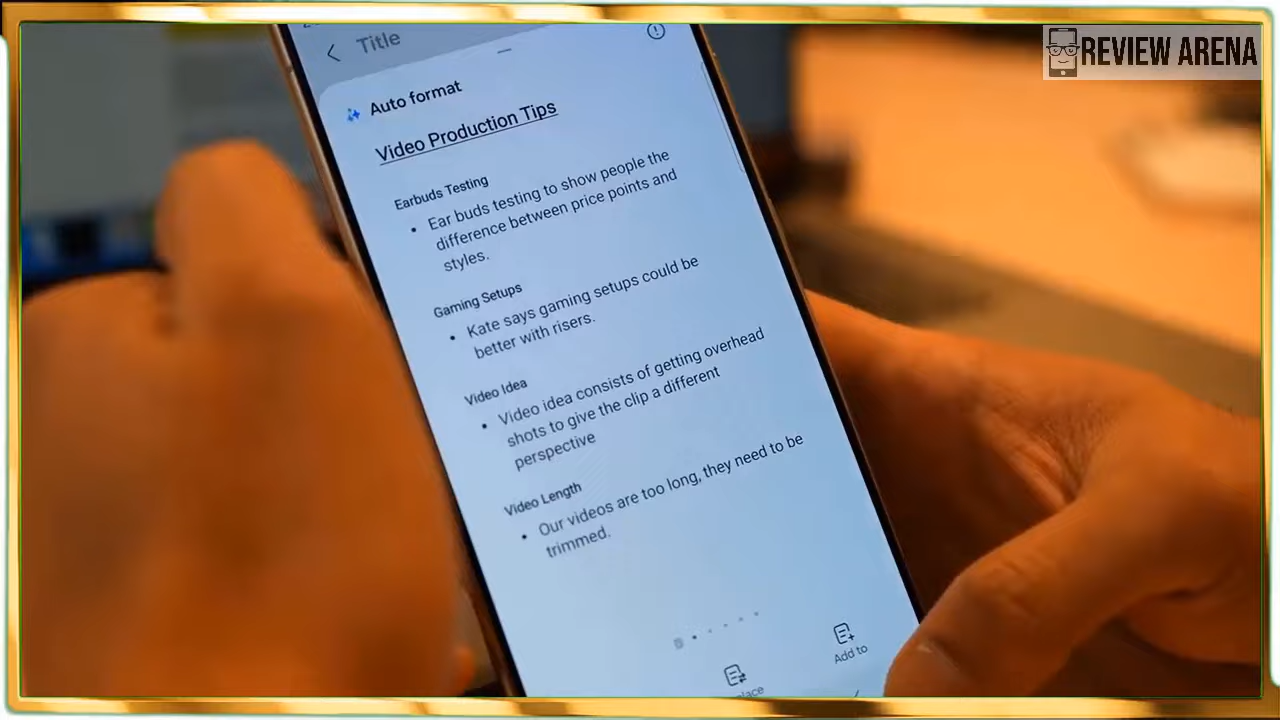 REVIEW ARENA
Title
Auto format
Video Production Tips
Earbuds Testing
• Ear buds testing to show people the
difference between price points and
styles.
Gaming Setups
• Kate says gaming setups could be
better with risers.
Video Idea
• Video idea consists of getting overhead
shots to give the clip a different
perspective
Video Length
• Our videos are too long, they need to be
trimmed.
Add to